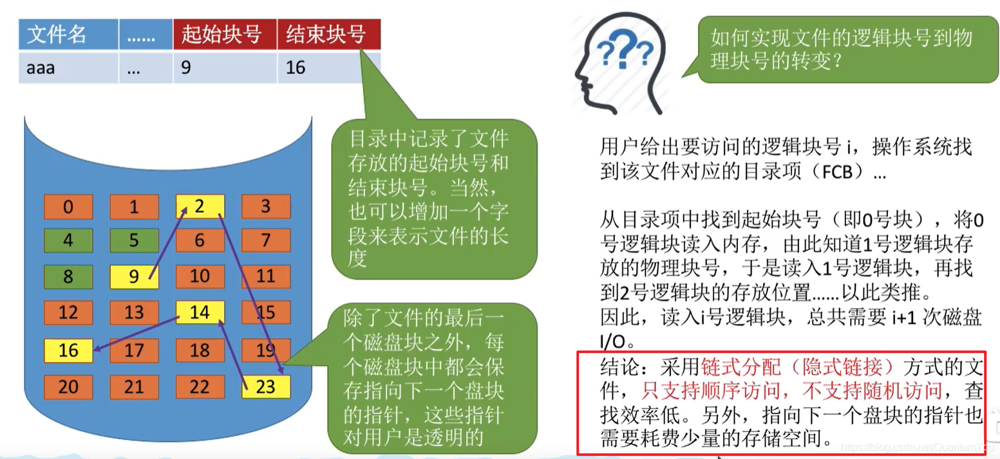 文件名 …… 起始块号 结束块号
aaa ... 9 16
目录中记录了文件
存放的起始块号和
结束块号。当然，
也可以增加一个字
段来表示文件的长
度
0 1 2 3
4 5 6 7
8 9 10 11
12 13 14 15
16 17 18 19
20 21 22 23
除了文件的最后一
个磁盘块之外，每
个磁盘块中都会保
存指向下一个盘块
的指针，这些指针
对用户是透明的
???
如何实现文件的逻辑块号到物
理块号的转变？
用户给出要访问的逻辑块号 i，操作系统找
到该文件对应的目录项（FCB）...
从目录项中找到起始块号（即0号块），将0
号逻辑块读入内存，由此知道1号逻辑块存
放的物理块号，于是读入1号逻辑块，再找
到2号逻辑块的存放位置……以此类推。
因此，读入i号逻辑块，总共需要 i+1 次磁盘
I/O。
结论：采用链式分配（隐式链接）方式的文
件，只支持顺序访问，不支持随机访问，查
找效率低。另外，指向下一个盘块的指针也
需要耗费少量的存储空间。
https://blog.csdn.net/QuantumYou